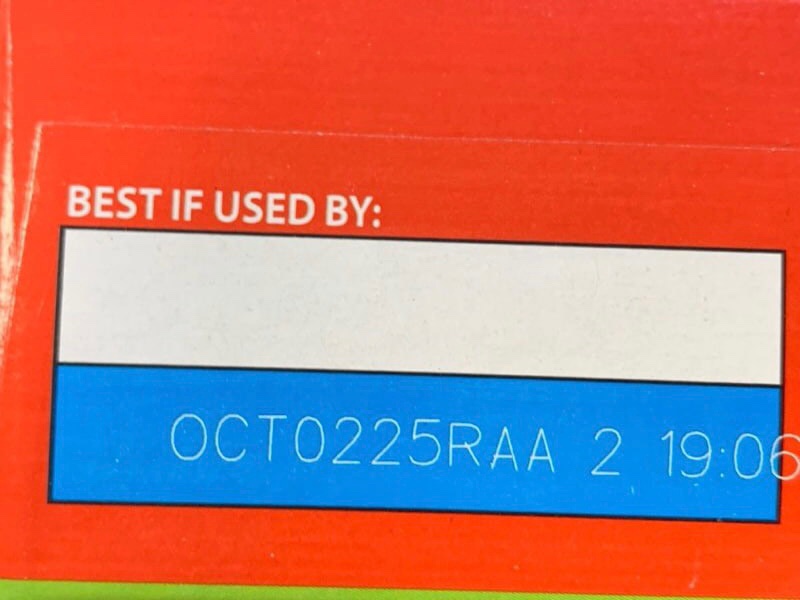 BEST IF USED BY:
OCT0225RAA 2 19:06